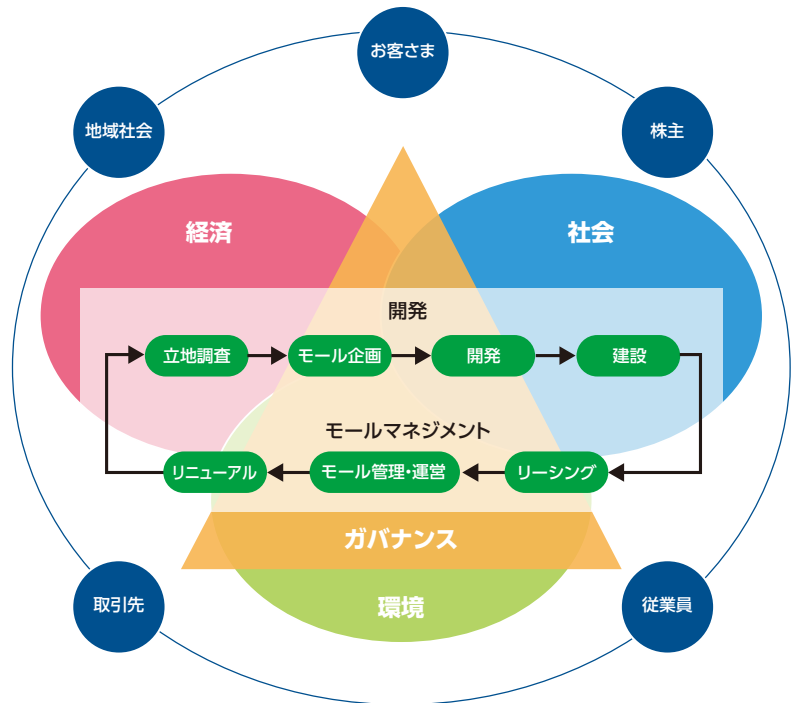 お客さま
地域社会
株主
経済
社会
開発
立地調査
モール企画
開発
建設
モールマネジメント
リニューアル
モール管理・運営
リーシング
ガバナンス
環境
取引先
従業員